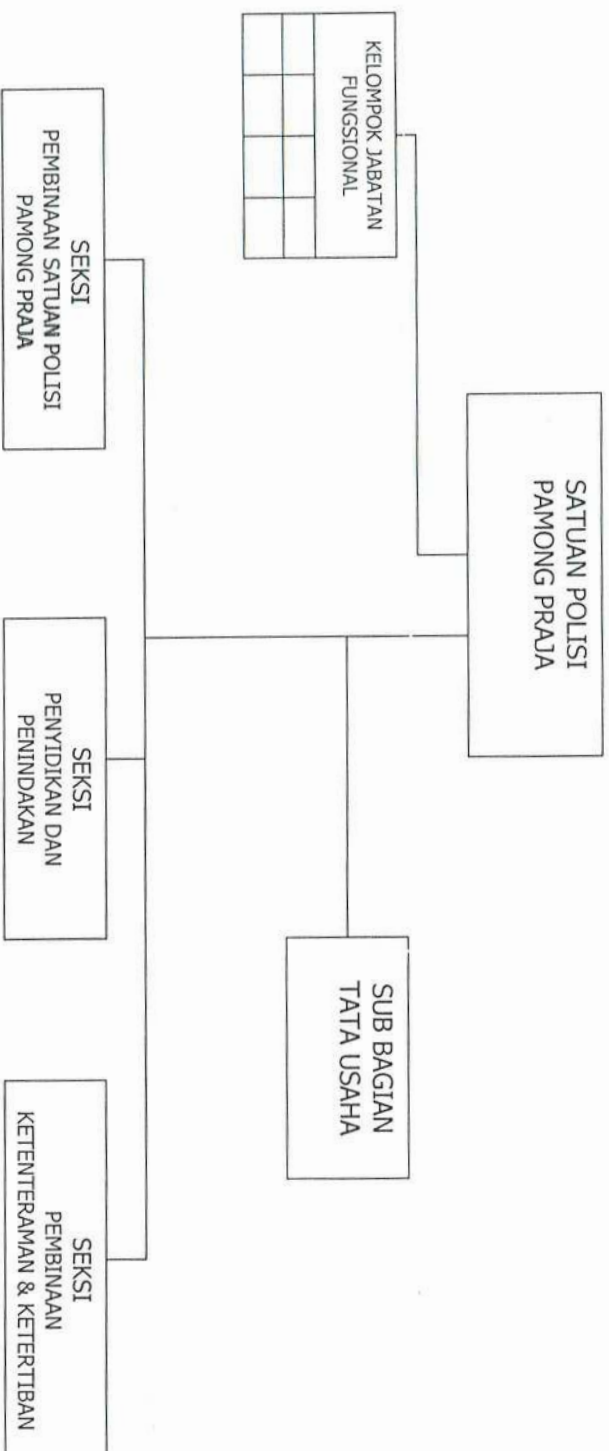 SATUAN POLISI
PAMONG PRAJA
KELOMPOK JABATAN
FUNGSIONAL
SUB BAGIAN
TATA USAHA
SEKSI
PEMBINAAN SATUAN POLISI
PAMONG PRAJA
SEKSI
PENYIDIKAN DAN
PENINDAKAN
SEKSI
PEMBINAAN
KETENTERAMAN & KETERTIBAN